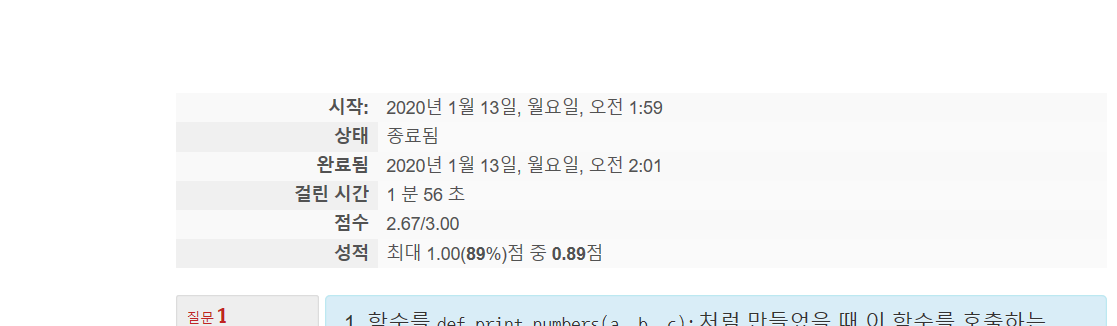 시작: 2020년 1월 13일, 월요일, 오전 1:59
상태 종료됨
완료됨 2020년 1월 13일, 월요일, 오전 2:01
걸린 시간 1 분 56 초
점수 2.67/3.00
성적 최대 1.00(89%)점 중 0.89점
질문 1
1. 함수를 def print_numbers(a, b, c): 처럼 만들었을 때 이 함수를 호출하는